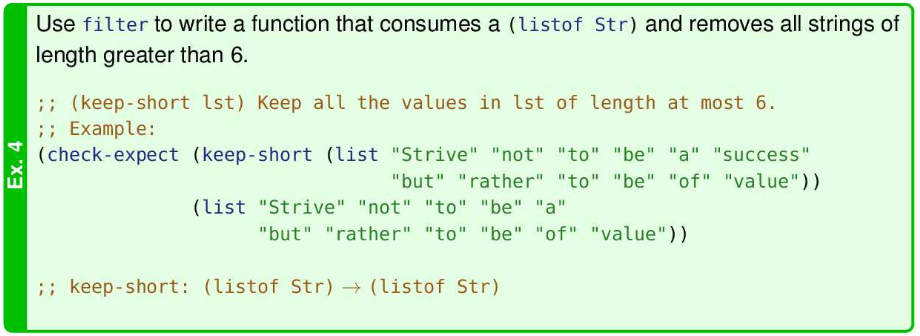 Ex. 4
Use filter to write a function that consumes a (listof Str) and removes all strings of
length greater than 6.
;; (keep-short lst) Keep all the values in lst of length at most 6.
;; Example:
(check-expect (keep-short (list "Strive" "not" "to" "be" "a" "success"
"but" "rather" "to" "be" "of" "value"))
(list "Strive" "not" "to" "be" "a"
"but" "rather" "to" "be" "of" "value"))
;; keep-short: (listof Str) → (listof Str)